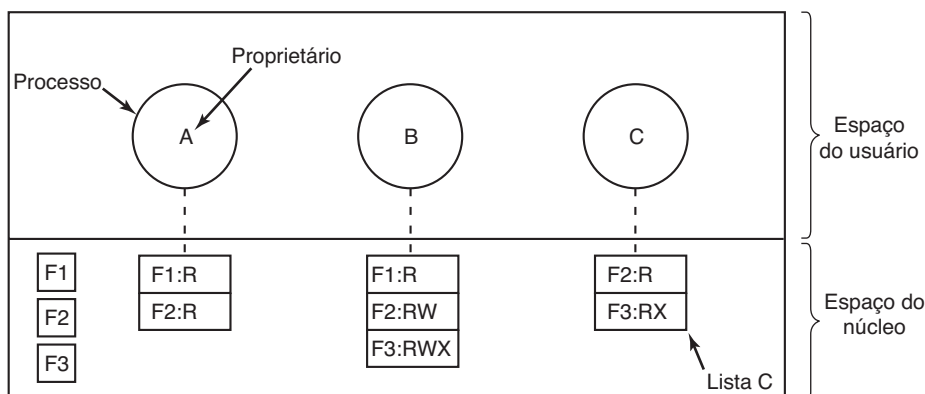 Proprietário
Processo
A
B
C
Espaço
do usuário
F1
F2
F3
F1:R
F2:R
F1:R
F2:RW
F3:RWX
F2:R
F3:RX
Lista C
Espaço do
núcleo